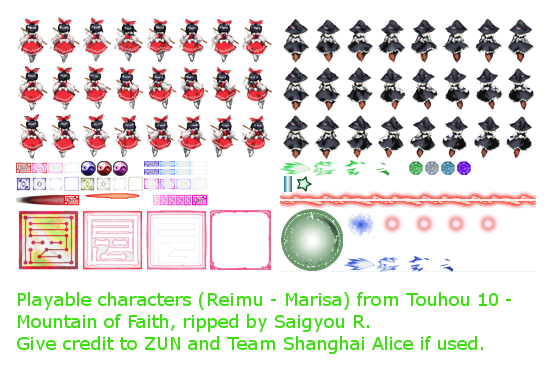 Playable characters (Reimu - Marisa) from Touhou 10 -
Mountain of Faith, ripped by Saigyou R.
Give credit to ZUN and Team Shanghai Alice if used.